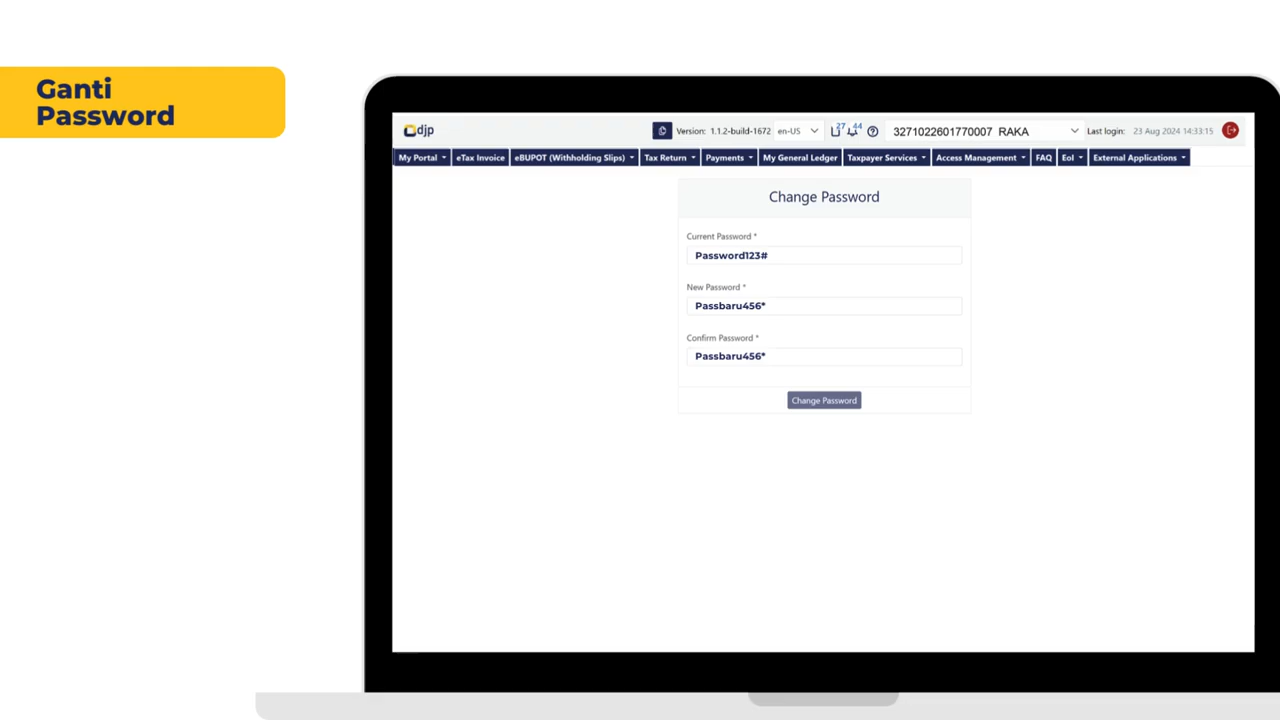 Ganti
Password
djp
Version: 1.1.2-build-1672 en-US 27 44 3271022601770007 RAKA Last login: 23 Aug 2024 14:33:15
My Portal eTax Invoice eBUPOT (Withholding Slips) Tax Return Payments My General Ledger Taxpayer Services Access Management FAQ EoI External Applications
Change Password
Current Password *
Password123#
New Password *
Passbaru456*
Confirm Password *
Passbaru456*
Change Password